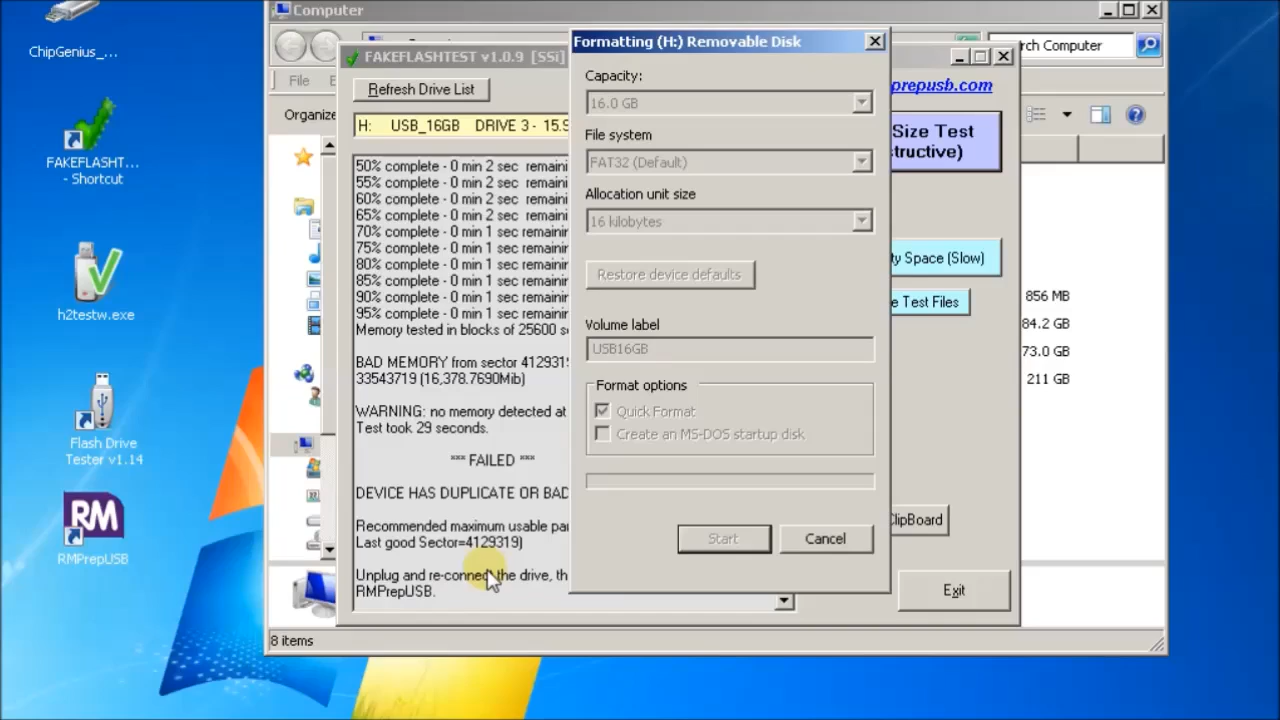 ChipGenius_...
FAKEFLASHT...
- Shortcut
h2testw.exe
Flash Drive
Tester v1.14
RM
RMPrepUSB
Computer
File
Organize
rch Computer
856 MB
84.2 GB
73.0 GB
211 GB
8 items
FAKEFLASHTEST v1.0.9 [SSi]
Refresh Drive List
H: USB_16GB DRIVE 3 - 15.9
50% complete - 0 min 2 sec remaining
55% complete - 0 min 2 sec remaini
60% complete - 0 min 2 sec remaini
65% complete - 0 min 2 sec remaini
70% complete - 0 min 1 sec remaini
75% complete - 0 min 1 sec remaini
80% complete - 0 min 1 sec remaini
85% complete - 0 min 1 sec remaini
90% complete - 0 min 1 sec remaini
95% complete - 0 min 1 sec remaini
Memory tested in blocks of 25600 s
BAD MEMORY from sector 4129319
33543719 (16,378.7690Mib)
WARNING: no memory detected at
Test took 29 seconds.
*** FAILED ***
DEVICE HAS DUPLICATE OR BAD
Recommended maximum usable pa
Last good Sector=4129319)
Unplug and re-connect the drive, th
RMPrepUSB.
prepusb.com
Size Test
structive)
ty Space (Slow)
e Test Files
ClipBoard
Exit
Formatting (H:) Removable Disk
Capacity:
16.0 GB
File system
FAT32 (Default)
Allocation unit size
16 kilobytes
Restore device defaults
Volume label
USB16GB
Format options
Quick Format
Create an MS-DOS startup disk
Start
Cancel